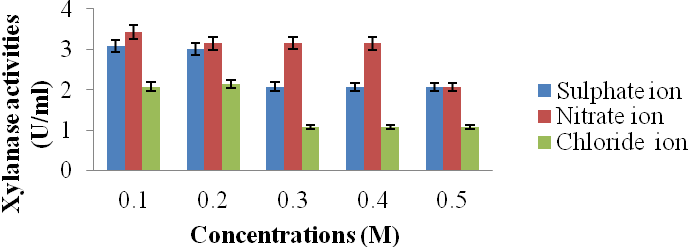 Xylanase activities
(U/ml)
4
3
2
1
0
0.1 0.2 0.3 0.4 0.5
Concentrations (M)
Sulphate ion
Nitrate ion
Chloride ion